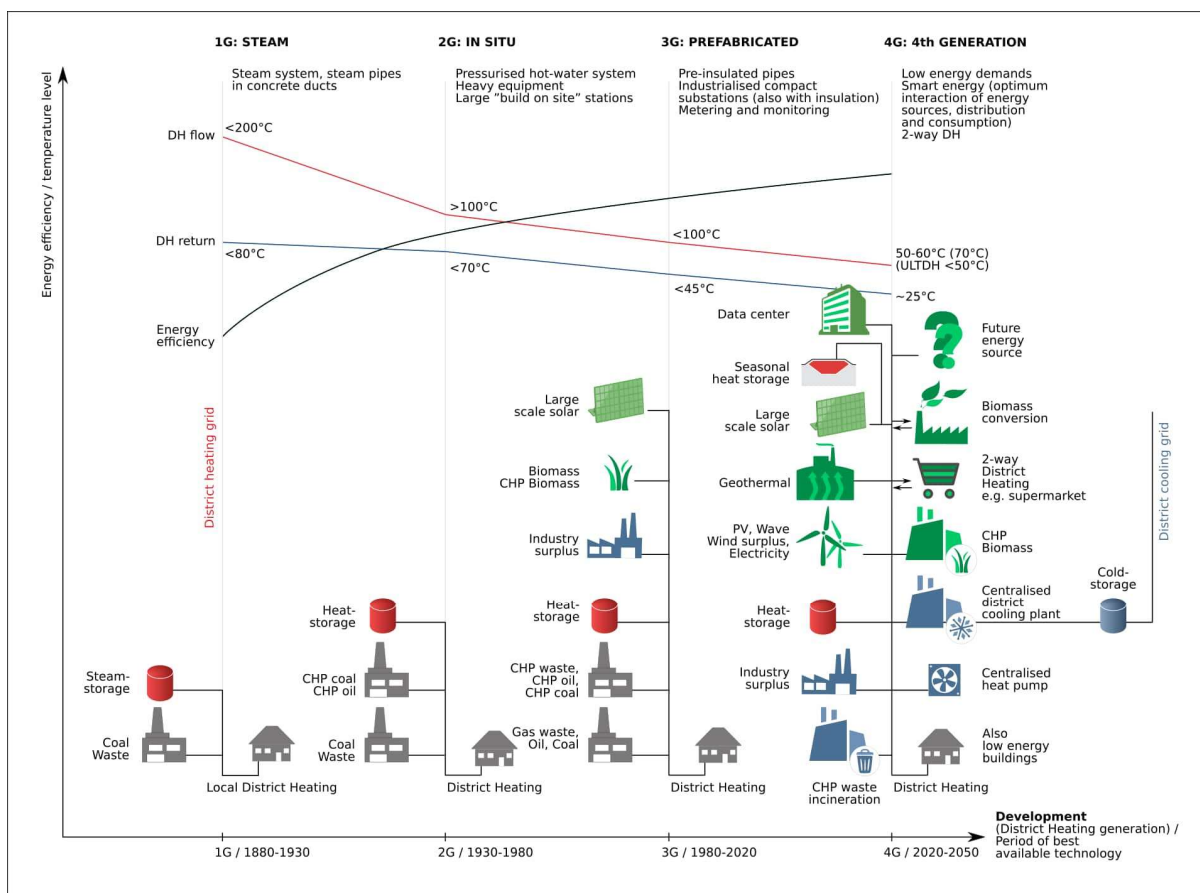 1G: STEAM
Steam system, steam pipes
in concrete ducts
2G: IN SITU
Pressurised hot-water system
Heavy equipment
Large "build on site" stations
3G: PREFABRICATED
Pre-insulated pipes
Industrialised compact
substations (also with insulation)
Metering and monitoring
4G: 4th GENERATION
Low energy demands
Smart energy (optimum
interaction of energy
sources, distribution
and consumption)
2-way DH
Energy efficiency / temperature level
DH flow
<200°C
>100°C
<100°C
50-60°C (70°C)
(ULTDH <50°C)
DH return
<80°C
<70°C
<45°C
~25°C
Energy
efficiency
District heating grid
Steam-
storage
Coal
Waste
Local District Heating
Heat-
storage
CHP coal
CHP oil
Coal
Waste
District Heating
Large
scale solar
Biomass
CHP Biomass
Industry
surplus
Heat-
storage
CHP waste,
CHP oil,
CHP coal
Gas waste,
Oil, Coal
District Heating
Data center
Seasonal
heat storage
Large
scale solar
Geothermal
PV, Wave
Wind surplus,
Electricity
Heat-
storage
Industry
surplus
CHP waste
incineration
Future
energy
source
Biomass
conversion
2-way
District
Heating
e.g. supermarket
CHP
Biomass
Centralised
district
cooling plant
Centralised
heat pump
Also
low energy
buildings
District Heating
Cold-
storage
District cooling grid
1G / 1880-1930
2G / 1930-1980
3G / 1980-2020
4G / 2020-2050
Development
(District Heating generation) /
Period of best
available technology